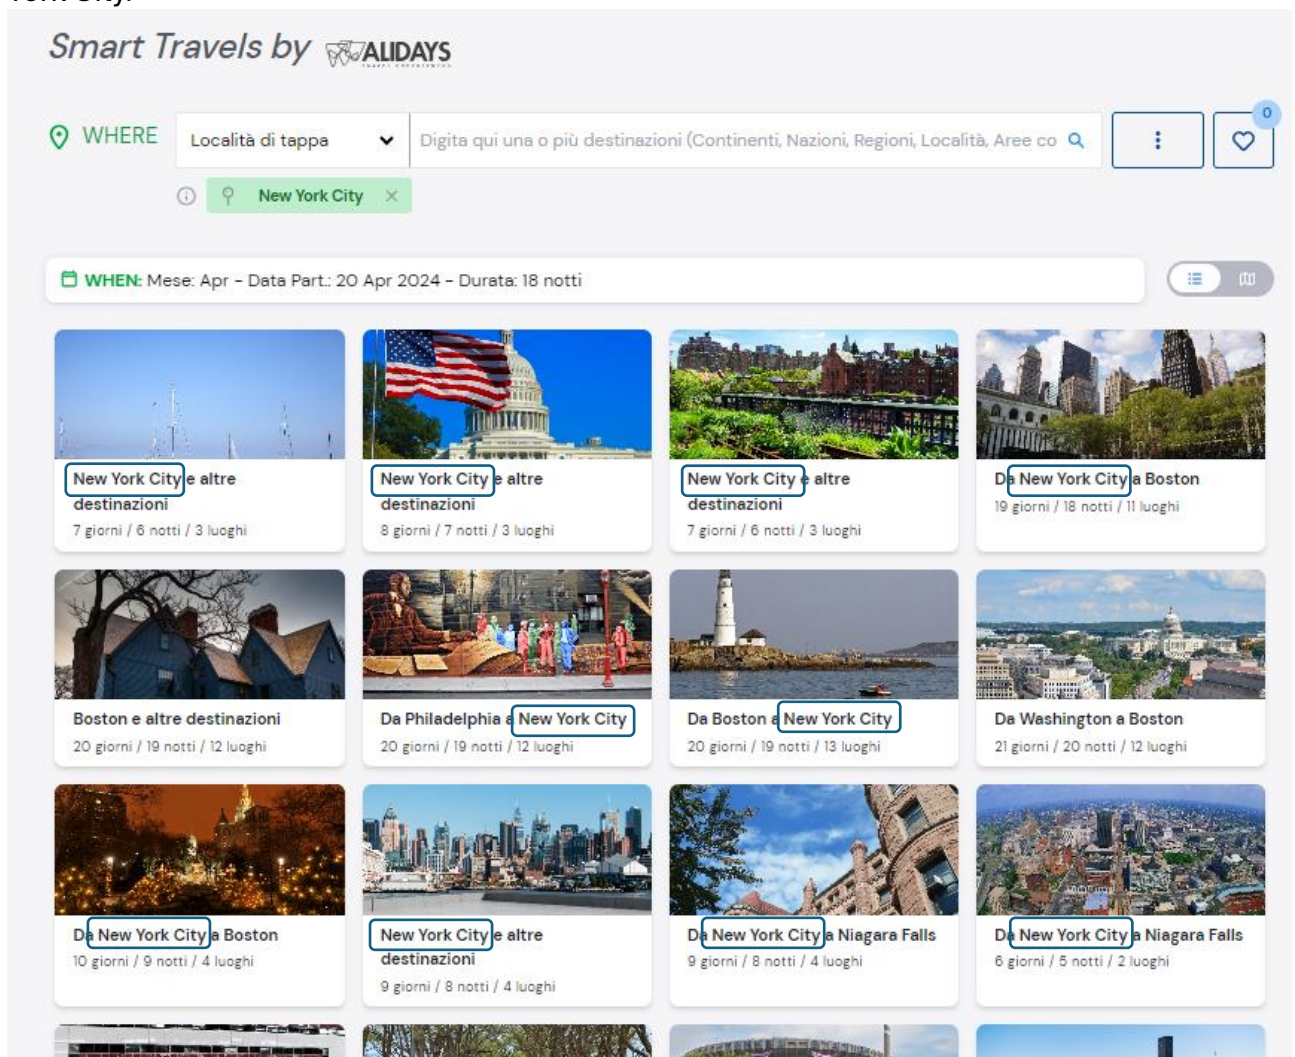 Smart Travels by ALIDAYS
WHERE
Località di tappa
Digita qui una o più destinazioni (Continenti, Nazioni, Regioni, Località, Aree co
0
New York City ×
WHEN: Mese: Apr - Data Part.: 20 Apr 2024 - Durata: 18 notti
New York City e altre
destinazioni
7 giorni / 6 notti / 3 luoghi
New York City e altre
destinazioni
8 giorni / 7 notti / 3 luoghi
New York City e altre
destinazioni
7 giorni / 6 notti / 3 luoghi
Da New York City a Boston
19 giorni / 18 notti / 11 luoghi
Boston e altre destinazioni
20 giorni / 19 notti / 12 luoghi
Da Philadelphia a New York City
20 giorni / 19 notti / 12 luoghi
Da Boston a New York City
20 giorni / 19 notti / 13 luoghi
Da Washington a Boston
21 giorni / 20 notti / 12 luoghi
Da New York City a Boston
10 giorni / 9 notti / 4 luoghi
New York City e altre
destinazioni
9 giorni / 8 notti / 4 luoghi
Da New York City a Niagara Falls
9 giorni / 8 notti / 4 luoghi
Da New York City a Niagara Falls
6 giorni / 5 notti / 2 luoghi